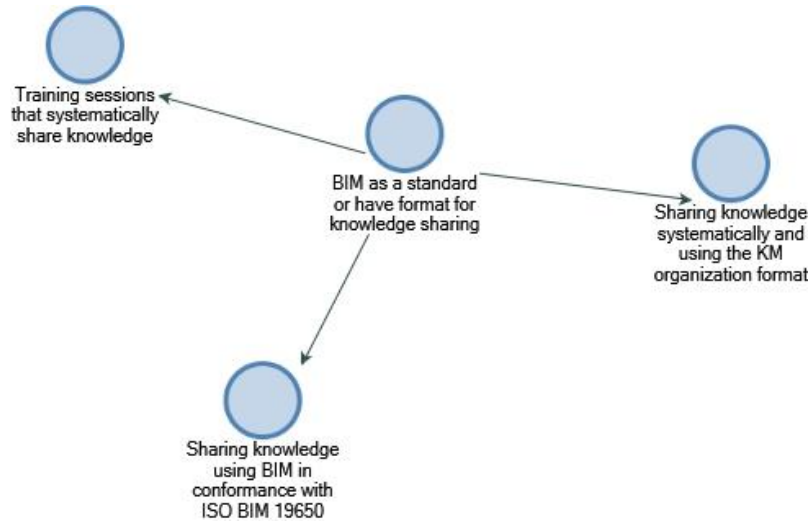 Training sessions
that systematically
share knowledge
BIM as a standard
or have format for
knowledge sharing
Sharing knowledge
systematically and
using the KM
organization format
Sharing knowledge
using BIM in
conformance with
ISO BIM 19650